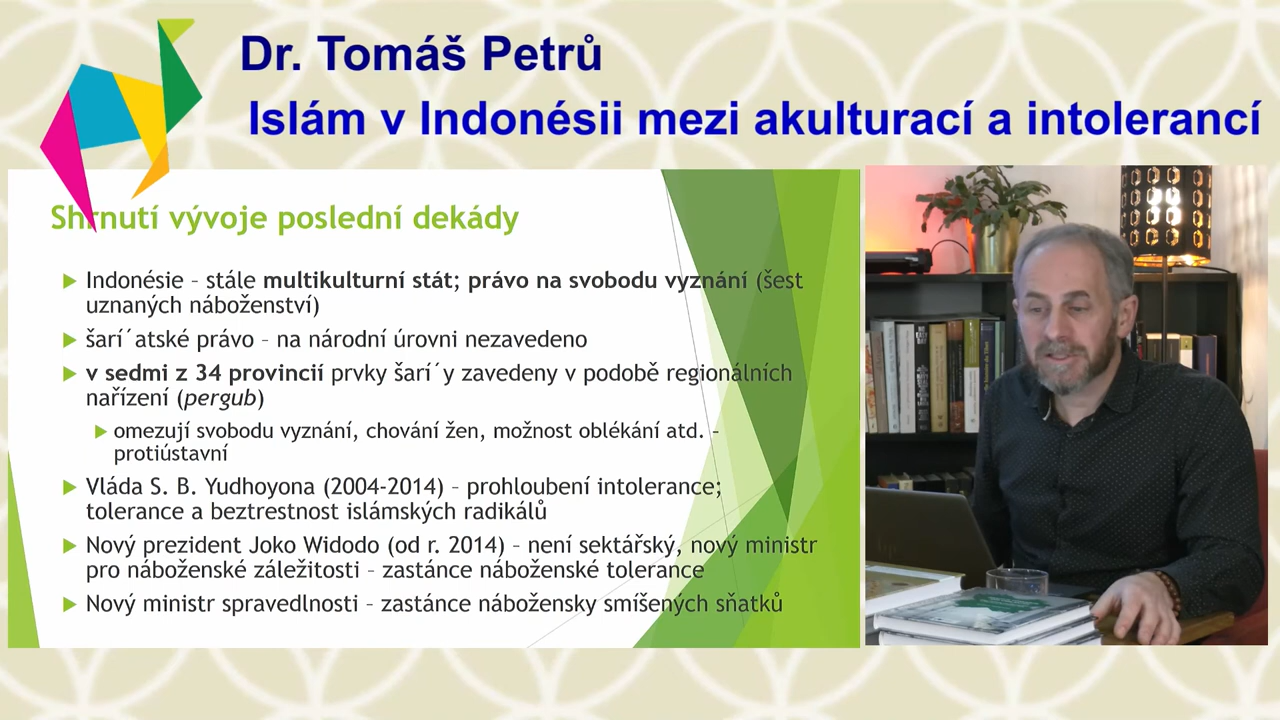 Dr. Tomáš Petrů
Islám v Indonésii mezi akulturací a intolerancí
Shrnutí vývoje poslední dekády
Indonésie – stále multikulturní stát; právo na svobodu vyznání (šest
uznaných náboženství)
šarí´atské právo – na národní úrovni nezavedeno
v sedmi z 34 provincií prvky šarí´y zavedeny v podobě regionálních
nařízení (pergub)
omezují svobodu vyznání, chování žen, možnost oblékání atd. –
protiústavní
Vláda S. B. Yudhoyona (2004-2014) – prohloubení intolerance;
tolerance a beztrestnost islámských radikálů
Nový prezident Joko Widodo (od r. 2014) – není sektářský, nový ministr
pro náboženské záležitosti – zastánce náboženské tolerance
Nový ministr spravedlnosti – zastánce nábožensky smíšených sňatků